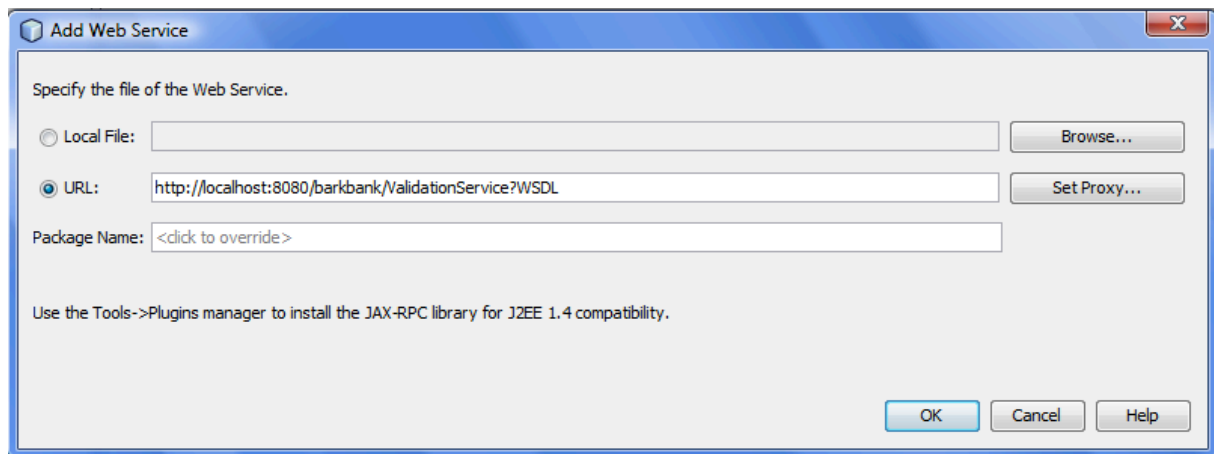 Add Web Service
Specify the file of the Web Service.
Local File: Browse...
URL: http://localhost:8080/barkbank/ValidationService?WSDL Set Proxy...
Package Name: <click to override>
Use the Tools->Plugins manager to install the JAX-RPC library for J2EE 1.4 compatibility.
OK Cancel Help